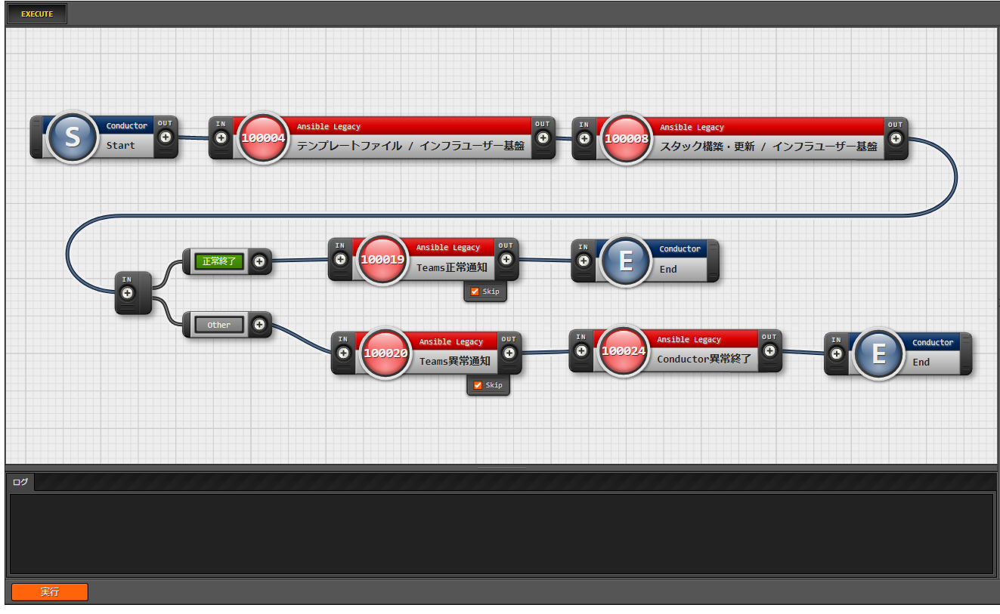 EXECUTE
S
Conductor
Start
OUT
IN
100004
Ansible Legacy
テンプレートファイル / インフラユーザー基盤
OUT
IN
100008
Ansible Legacy
スタック構築・更新 / インフラユーザー基盤
OUT
IN
正常終了
Other
IN
100019
Ansible Legacy
Teams正常通知
OUT
Skip
IN
E
Conductor
End
IN
100020
Ansible Legacy
Teams異常通知
OUT
Skip
IN
100024
Ansible Legacy
Conductor異常終了
OUT
IN
E
Conductor
End
ログ
実行